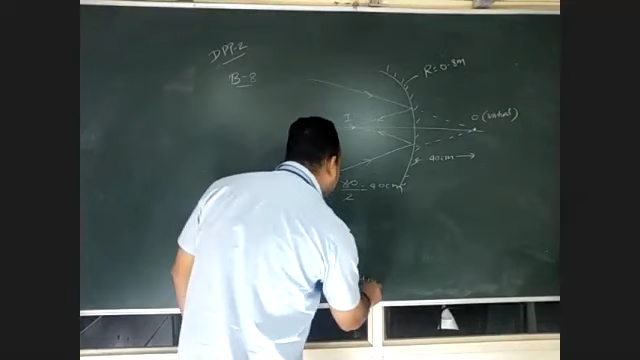 DPP-2
B-8
R=0.8m
I
O (virtual)
40cm
80/2 = 40cm